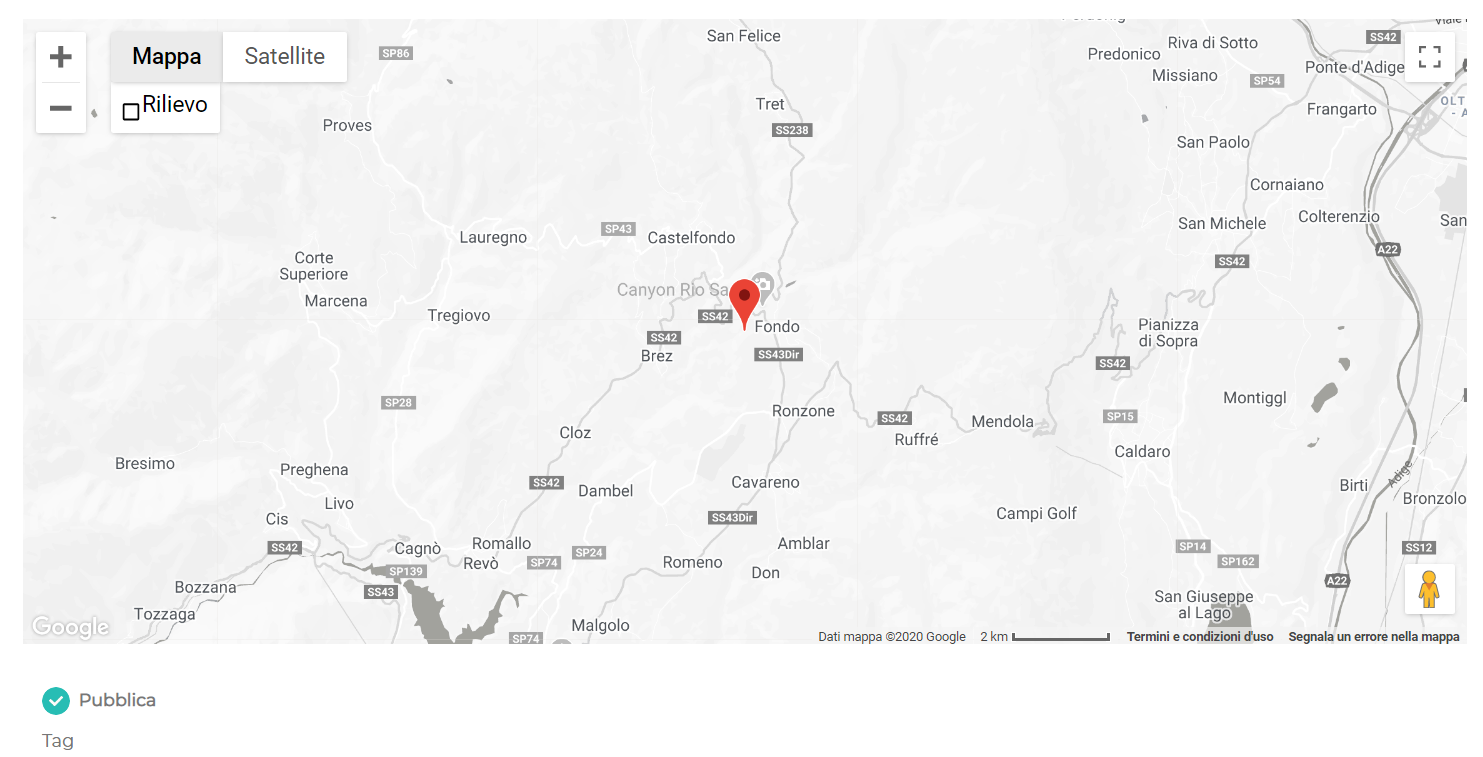 San Felice
Viale
SS42
Mappa
Satellite
SP86
Predonico
Riva di Sotto
Missiano
SP54
Ponte d'Adige
Rilievo
Tret
SS238
Frangarto
OLT
- A
Proves
San Paolo
Cornaiano
Lauregno
SP43
Castelfondo
San Michele
Colterenzio
San
A22
Corte
Superiore
SS42
Marcena
Canyon Rio Sa
Tregiovo
SS42
Fondo
Pianizza
di Sopra
SS42
Brez
SS43Dir
SS42
SP28
Montiggl
Ronzone
SS42
Mendola
SP15
Cloz
Ruffré
Caldaro
Bresimo
Preghena
SS42
Dambel
Cavareno
Birti
Adige
Bronzolo
Livo
Cis
SS43Dir
Campi Golf
SS42
Cagnò
Romallo
Revò
SP24
SP74
Amblar
SP14
SS12
SP162
Romeno
Don
SP139
Bozzana
SS43
A22
Tozzaga
San Giuseppe
al Lago
Malgolo
SP74
Google
Dati mappa ©2020 Google
2 km
Termini e condizioni d'uso
Segnala un errore nella mappa
Pubblica
Tag